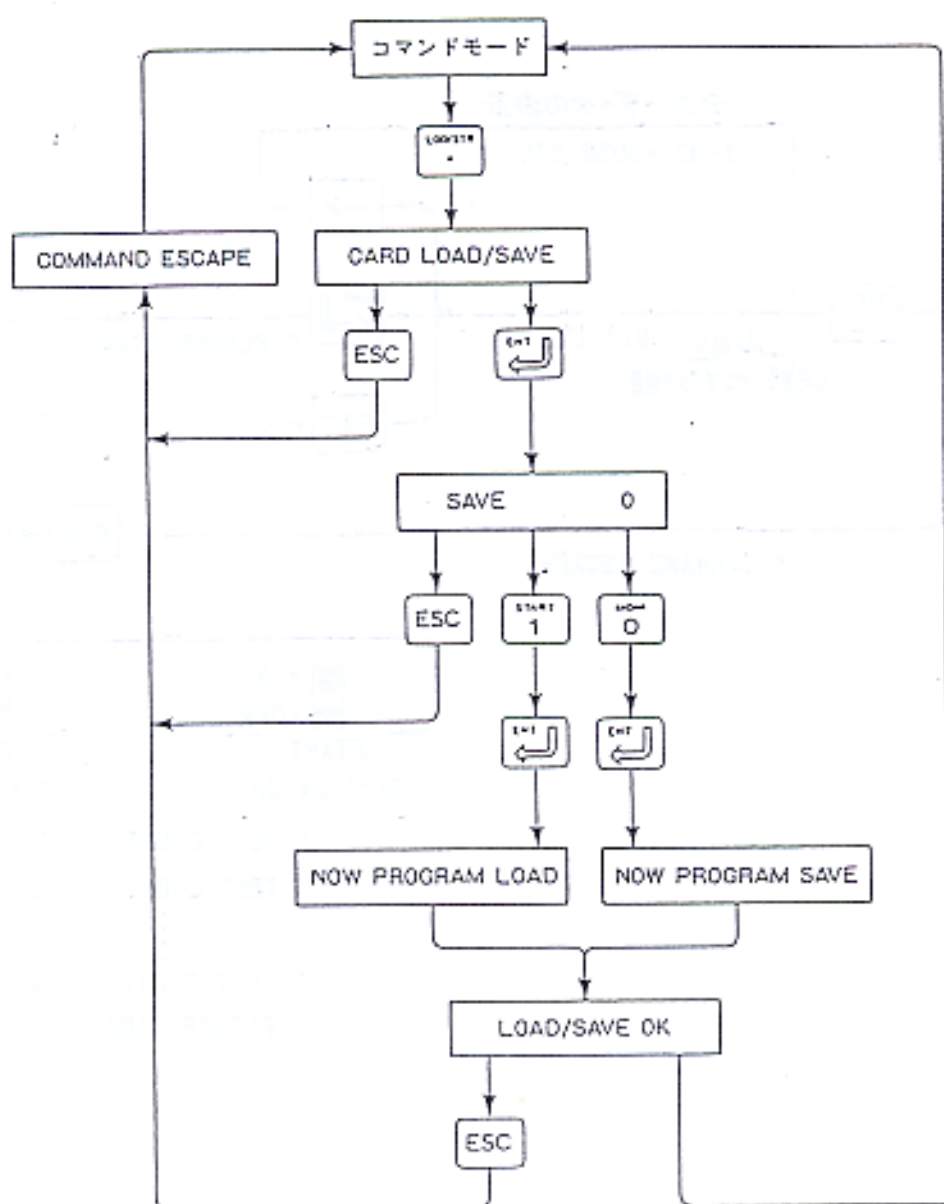 コマンドモード
COMMAND ESCAPE
CARD LOAD/SAVE
ESC
ENT
SAVE 0
ESC
START
1
0
ENT
ENT
NOW PROGRAM LOAD
NOW PROGRAM SAVE
LOAD/SAVE OK
ESC